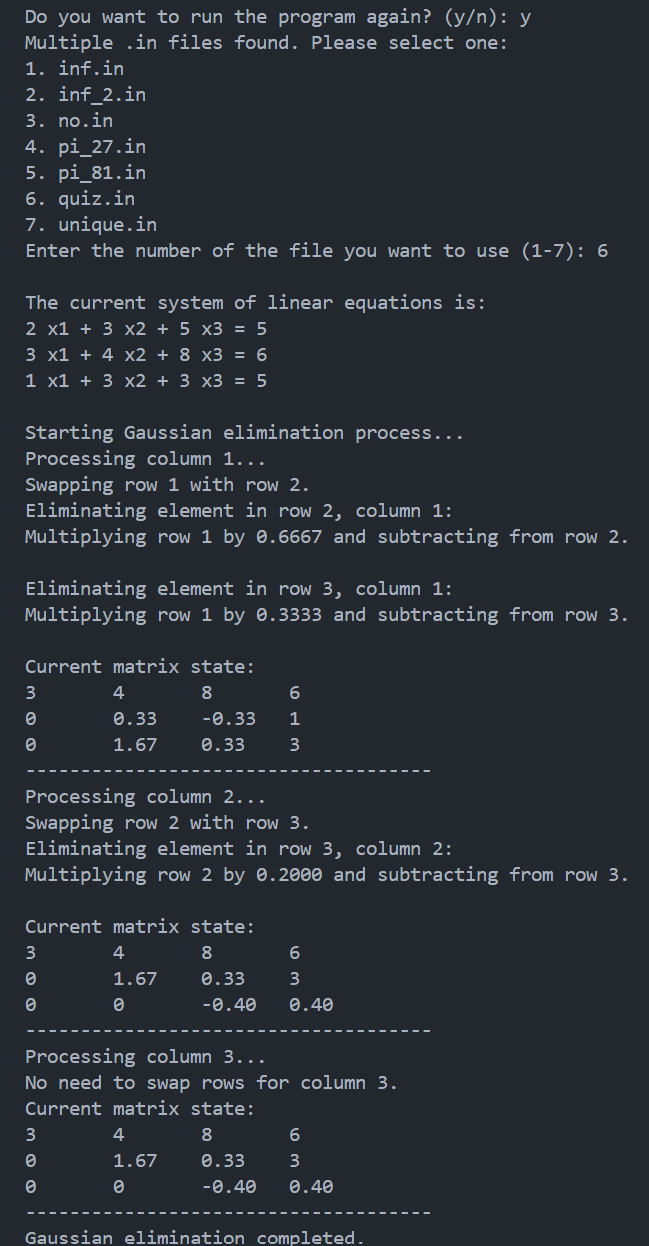 Do you want to run the program again? (y/n): y
Multiple .in files found. Please select one:
1. inf.in
2. inf_2.in
3. no.in
4. pi_27.in
5. pi_81.in
6. quiz.in
7. unique.in
Enter the number of the file you want to use (1-7): 6

The current system of linear equations is:
2 x1 + 3 x2 + 5 x3 = 5
3 x1 + 4 x2 + 8 x3 = 6
1 x1 + 3 x2 + 3 x3 = 5

Starting Gaussian elimination process...
Processing column 1...
Swapping row 1 with row 2.
Eliminating element in row 2, column 1:
Multiplying row 1 by 0.6667 and subtracting from row 2.

Eliminating element in row 3, column 1:
Multiplying row 1 by 0.3333 and subtracting from row 3.

Current matrix state:
3       4       8       6
0       0.33    -0.33   1
0       1.67    0.33    3
-------------------------------------
Processing column 2...
Swapping row 2 with row 3.
Eliminating element in row 3, column 2:
Multiplying row 2 by 0.2000 and subtracting from row 3.

Current matrix state:
3       4       8       6
0       1.67    0.33    3
0       0       -0.40   0.40
-------------------------------------
Processing column 3...
No need to swap rows for column 3.
Current matrix state:
3       4       8       6
0       1.67    0.33    3
0       0       -0.40   0.40
-------------------------------------
Gaussian elimination completed.